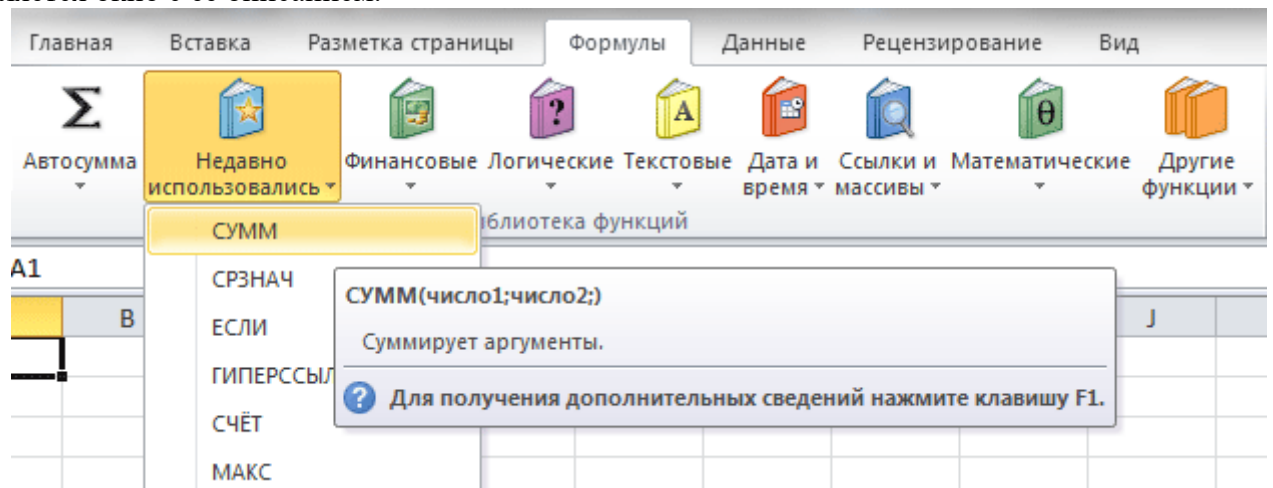 Главная Вставка Разметка страницы Формулы Данные Рецензирование Вид
Автосумма Недавно использовались Финансовые Логические Текстовые Дата и время Ссылки и массивы Математические Другие функции
блиотека функций
СУММ
A1
СРЗНАЧ
СУММ(число1;число2;)
B
J
ЕСЛИ
Суммирует аргументы.
ГИПЕРССЫЛ
Для получения дополнительных сведений нажмите клавишу F1.
СЧЁТ
МАКС